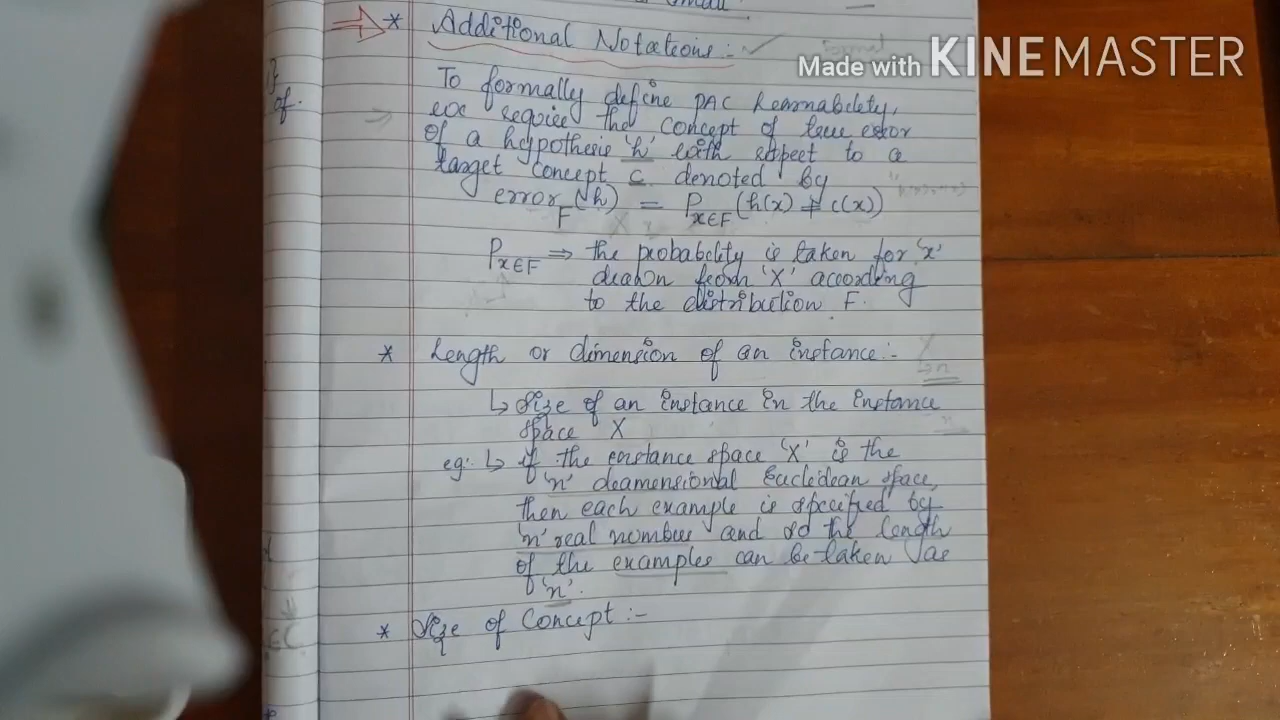 Made with KINEMASTER
* Additional Notations :-
To formally define PAC Learnability,
we require the concept of true error
of a hypothesis 'h' with respect to a
target concept c denoted by
error F (h) = P x∈F (h(x) ≠ c(x))
P x∈F ⇒ the probability is taken for 'x'
drawn from 'X' according
to the distribution F.
* Length or dimension of an instance :-
↳ Size of an instance in the instance
space X
eg: ↳ if the instance space 'X' is the
'n' deamensional Euclidean space,
then each example is specified by
'n' real number and so the length
of the examples can be taken as
'n'.
* Size of Concept :-
of.
∈C